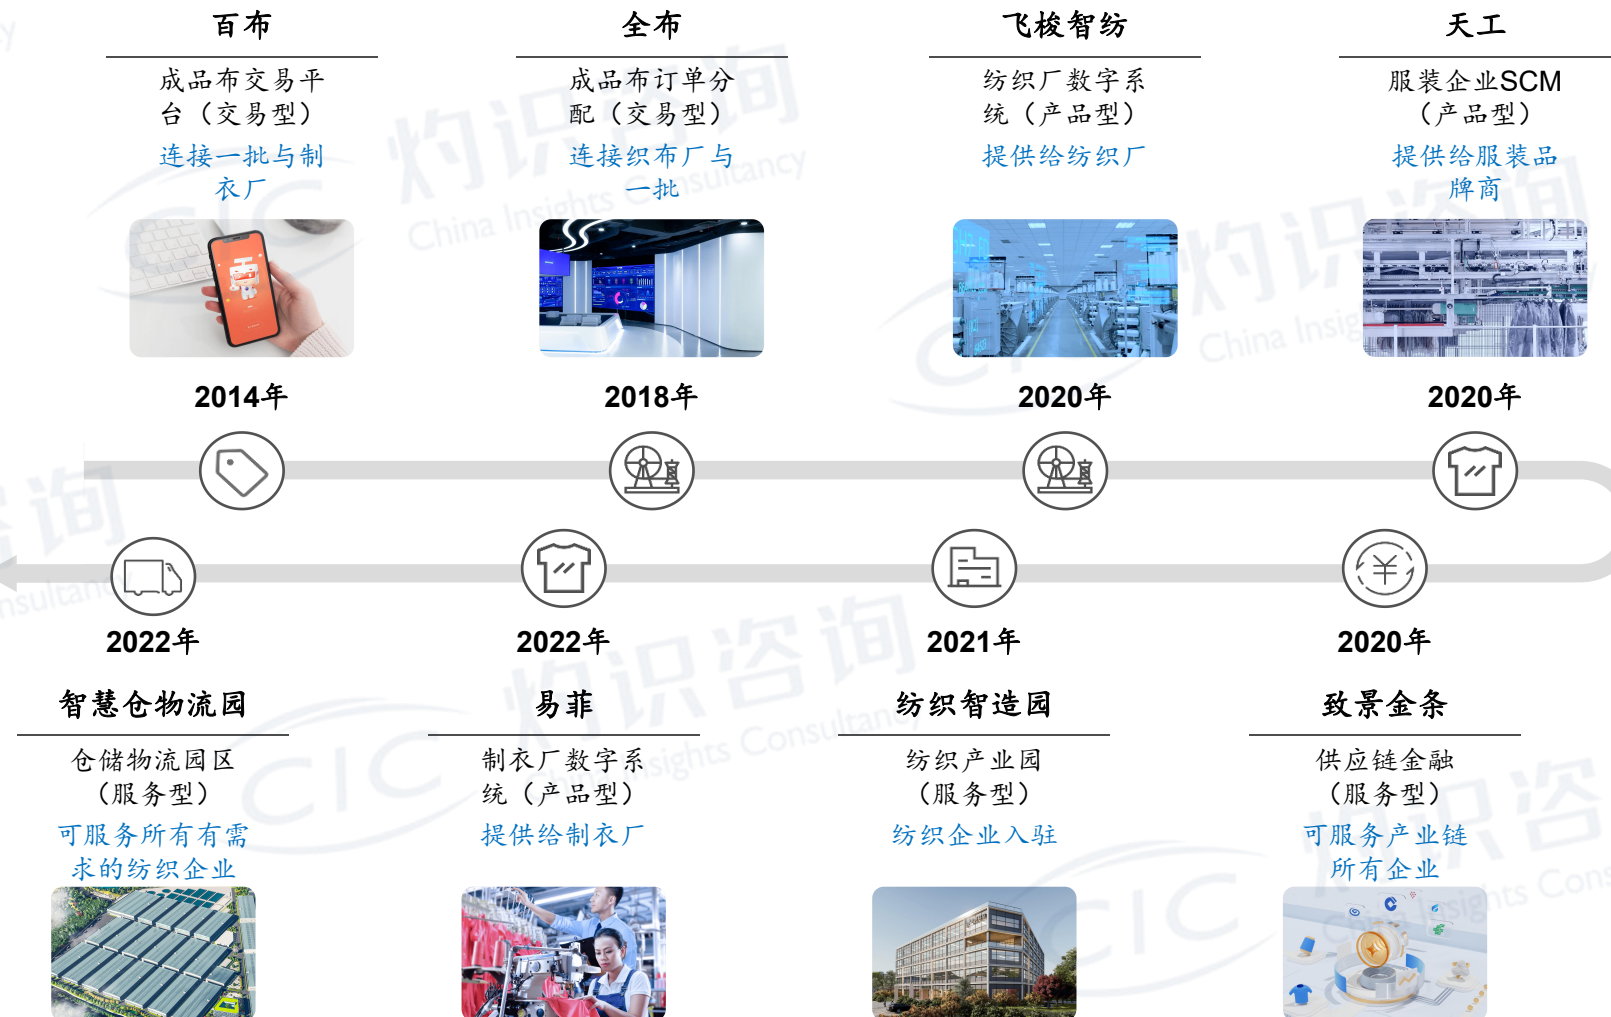 百布
成品布交易平
台（交易型）
连接一批与制
衣厂
2014年
全布
成品布订单分
配（交易型）
连接织布厂与
一批
2018年
飞梭智纺
纺织厂数字系
统（产品型）
提供给纺织厂
2020年
天工
服装企业SCM
（产品型）
提供给服装品
牌商
2020年
2022年
智慧仓物流园
仓储物流园区
（服务型）
可服务所有有需
求的纺织企业
2022年
易菲
制衣厂数字系
统（产品型）
提供给制衣厂
2021年
纺织智造园
纺织产业园
（服务型）
纺织企业入驻
2020年
致景金条
供应链金融
（服务型）
可服务产业链
所有企业
CIC 灼识咨询
China Insights Consultancy